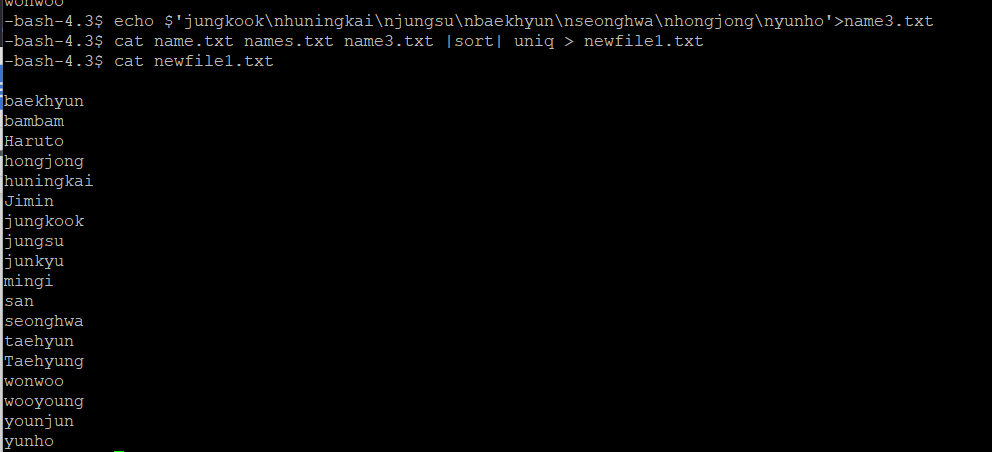 wonwoo
-bash-4.3$ echo $'jungkook\nhuningkai\njungsu\nbaekhyun\nseonghwa\nhongjong\nyunho'>name3.txt
-bash-4.3$ cat name.txt names.txt name3.txt |sort| uniq > newfile1.txt
-bash-4.3$ cat newfile1.txt
baekhyun
bambam
Haruto
hongjong
huningkai
Jimin
jungkook
jungsu
junkyu
mingi
san
seonghwa
taehyun
Taehyung
wonwoo
wooyoung
younjun
yunho